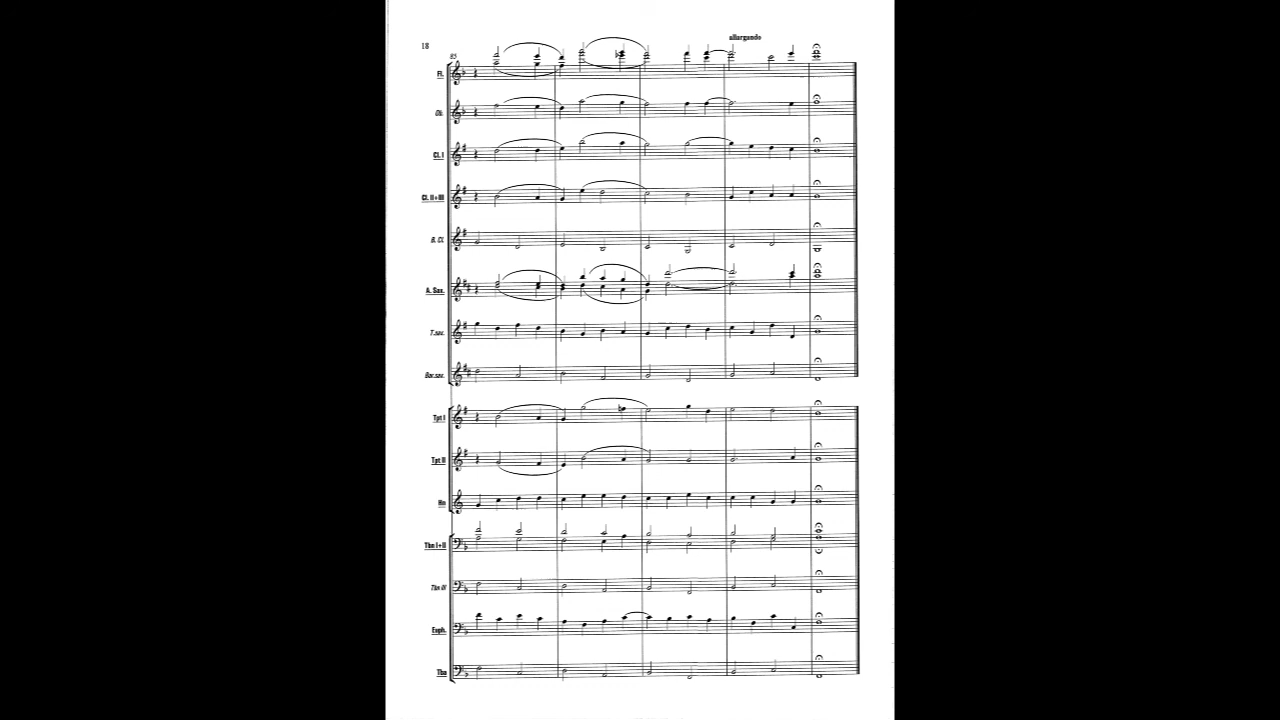 18
allargando
85
Fl.
Ob.
Cl. I
Cl. II+III
B. Cl.
A. Sax.
T.sax.
Bar.sax.
Tpt I
Tpt II
Hn
Tbn I+II
Tbn III
Euph.
Tba